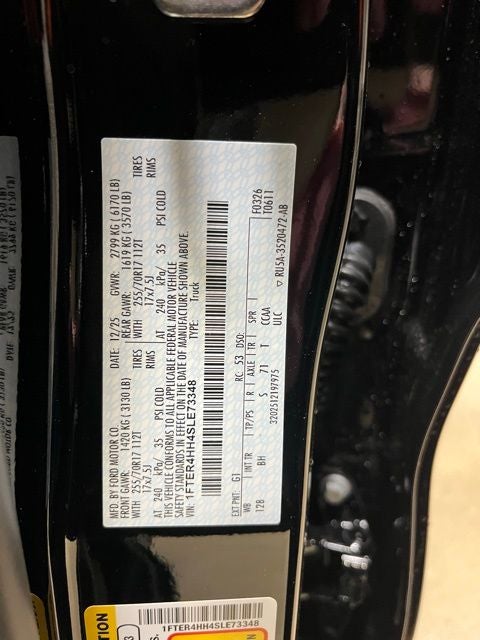 MFD. BY FORD MOTOR CO.
DATE: 12/25 GVWR: 2799 KG ( 6170 LB)
FRONT GAWR: 1420 KG ( 3130 LB) REAR GAWR: 1619 KG ( 3570 LB)
WITH 255/70R17 112T TIRES WITH 255/70R17 112T TIRES
17x7.5J RIMS 17x7.5J RIMS
AT 240 kPa/ 35 PSI COLD AT 240 kPa/ 35 PSI COLD
THIS VEHICLE CONFORMS TO ALL APPLICABLE FEDERAL MOTOR VEHICLE
SAFETY STANDARDS IN EFFECT ON THE DATE OF MANUFACTURE SHOWN ABOVE.
VIN: 1FTER4HH4SLE73348 TYPE: Truck
F0326
T0611
EXT PNT: G1 RC: 53 DSO:
WB INT TR TP/PS R AXLE TR SPR
128 BH S 71 T CCAA
ULC
3202512197975
▽ RU5A-3520472-AB
1FTER4HH4SLE73348